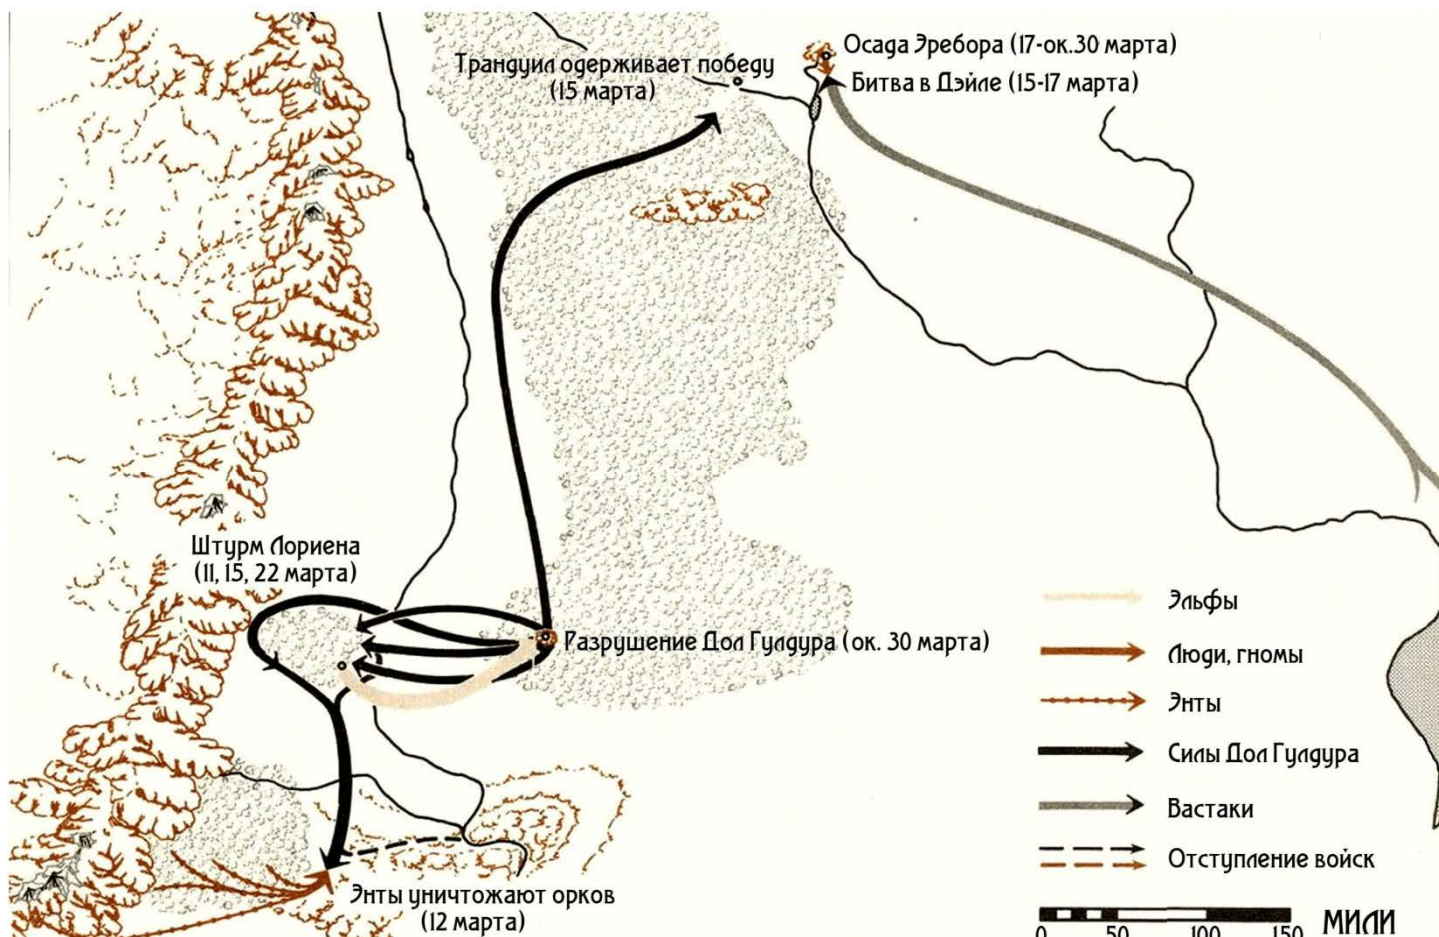 Осада Эребора (17-ок.30 марта)
Трандуил одерживает победу
(15 марта)
Битва в Дэйле (15-17 марта)
Штурм Лориена
(11, 15, 22 марта)
Разрушение Дол Гулдура (ок. 30 марта)
Энты уничтожают орков
(12 марта)
Эльфы
Люди, гномы
Энты
Силы Дол Гулдура
Вастаки
Отступление войск
0 50 100 150 МИЛИ